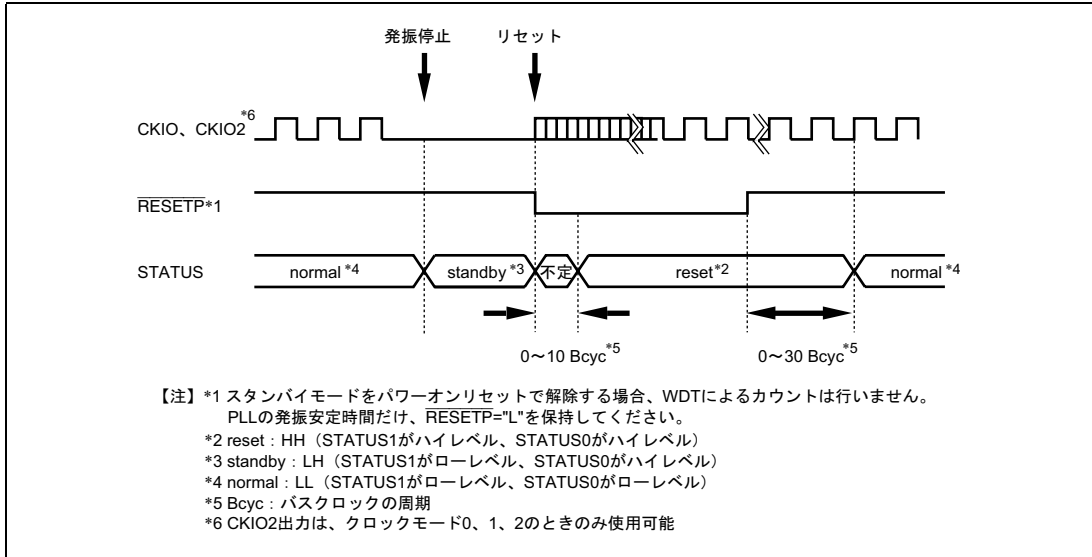 発振停止 リセット
CKIO、CKIO2*6
RESETP*1
STATUS normal*4 standby*3 不定 reset*2 normal*4
0～10 Bcyc*5 0～30 Bcyc*5
【注】*1 スタンバイモードをパワーオンリセットで解除する場合、WDTによるカウントは行いません。
PLLの発振安定時間だけ、RESETP="L"を保持してください。
*2 reset：HH（STATUS1がハイレベル、STATUS0がハイレベル）
*3 standby：LH（STATUS1がローレベル、STATUS0がハイレベル）
*4 normal：LL（STATUS1がローレベル、STATUS0がローレベル）
*5 Bcyc：バスクロックの周期
*6 CKIO2出力は、クロックモード0、1、2のときのみ使用可能